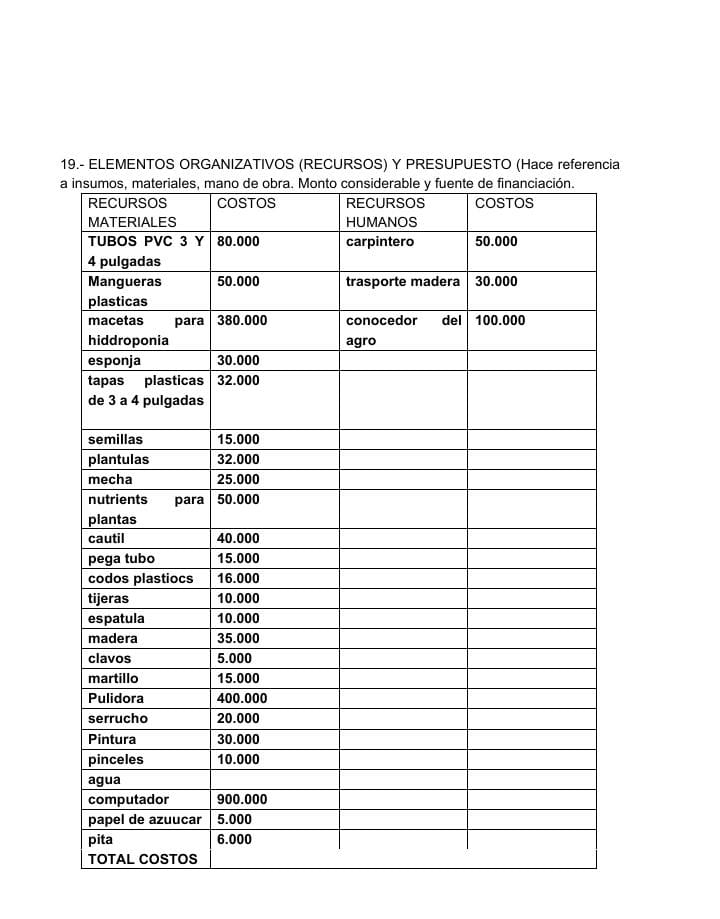 19.- ELEMENTOS ORGANIZATIVOS (RECURSOS) Y PRESUPUESTO (Hace referencia
a insumos, materiales, mano de obra. Monto considerable y fuente de financiación.
RECURSOS MATERIALES COSTOS RECURSOS HUMANOS COSTOS
TUBOS PVC 3 Y 4 pulgadas 80.000 carpintero 50.000
Mangueras plasticas 50.000 trasporte madera 30.000
macetas para hiddroponia 380.000 conocedor del agro 100.000
esponja 30.000
tapas plasticas de 3 a 4 pulgadas 32.000
semillas 15.000
plantulas 32.000
mecha 25.000
nutrients para plantas 50.000
cautil 40.000
pega tubo 15.000
codos plastiocs 16.000
tijeras 10.000
espatula 10.000
madera 35.000
clavos 5.000
martillo 15.000
Pulidora 400.000
serrucho 20.000
Pintura 30.000
pinceles 10.000
agua
computador 900.000
papel de azuucar 5.000
pita 6.000
TOTAL COSTOS